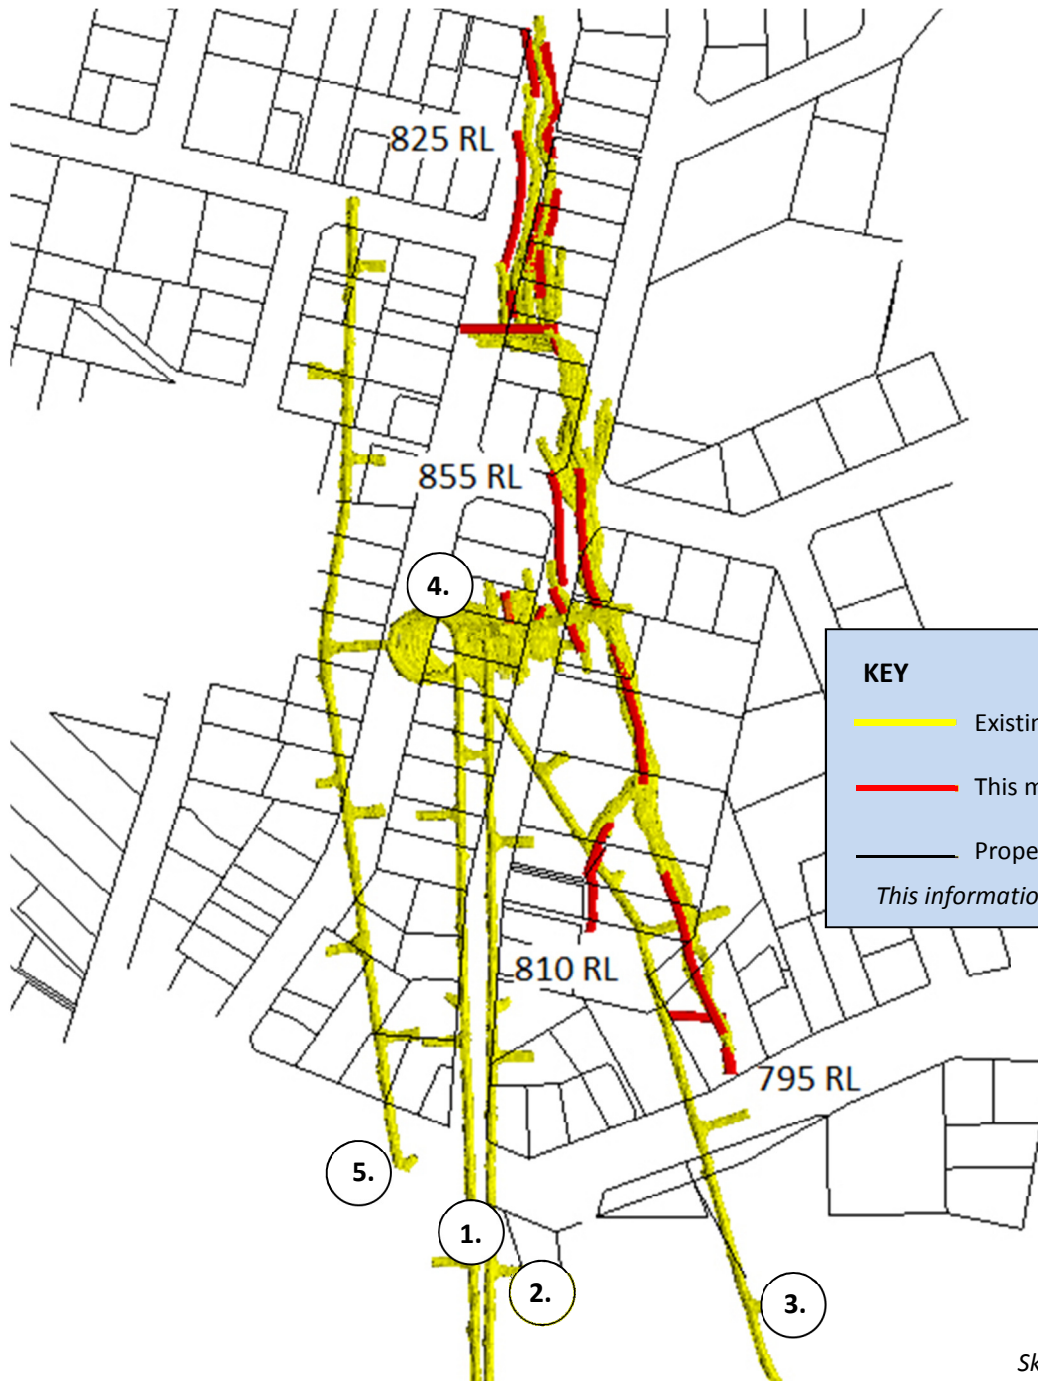 825 RL
855 RL
4.
KEY
Existin
This m
Prope
This informatio
810 RL
795 RL
5.
1.
2.
3.
Sk